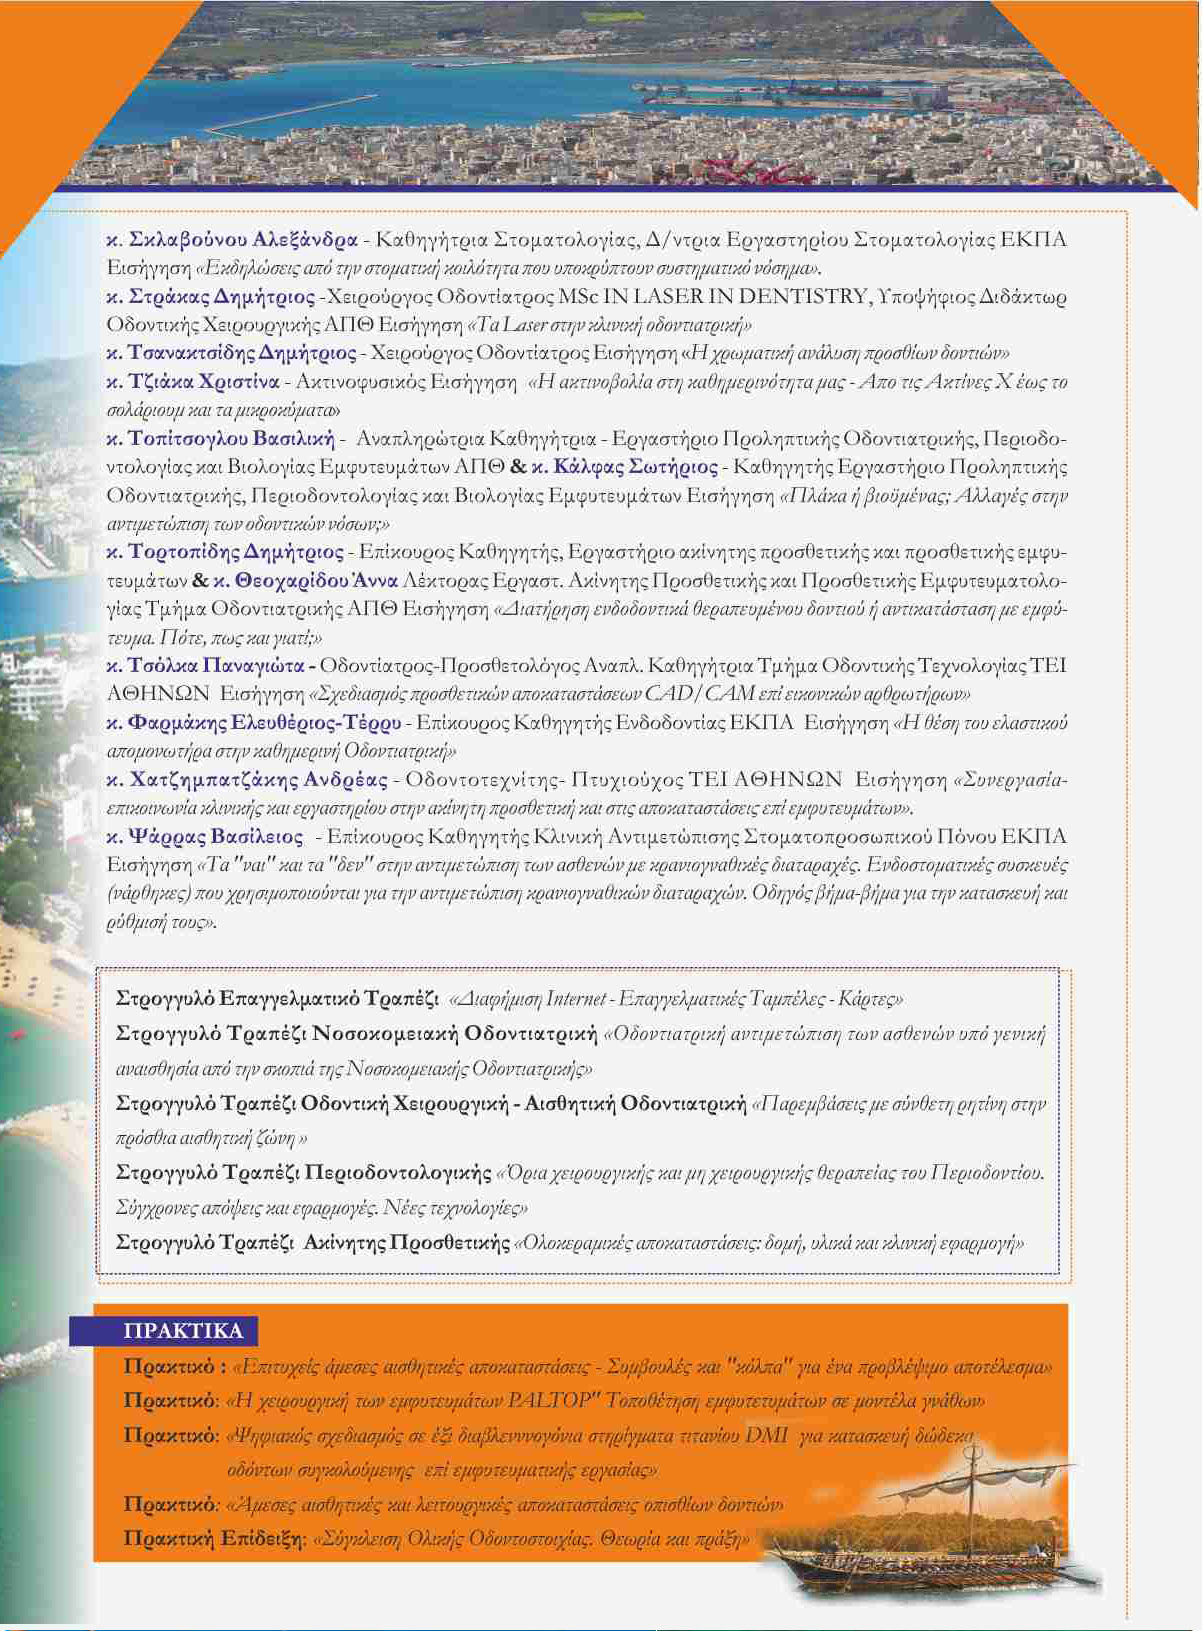 κ. Σκλαβούνου Αλεξάνδρα - Καθηγήτρια Στοματολογίας, Δ/ντρια Εργαστηρίου Στοματολογίας ΕΚΠΑ
Εισήγηση «Εκδηλώσεις από την στοματική κοιλότητα που υποκρύπτουν συστηματικό νόσημα».
κ. Στράκας Δημήτριος -Χειρούργος Οδοντίατρος MSc IN LASER IN DENTISTRY, Υποψήφιος Διδάκτωρ
Οδοντικής Χειρουργικής ΑΠΘ Εισήγηση «Τα Laser στην κλινική οδοντιατρική»
κ. Τσανακτσίδης Δημήτριος - Χειρούργος Οδοντίατρος Εισήγηση «Η χρωματική ανάλυση προσθίων δοντιών»
κ. Τζιάκα Χριστίνα - Ακτινοφυσικός Εισήγηση «Η ακτινοβολία στη καθημερινότητα μας - Απο τις Ακτίνες Χ έως το
σολάριουμ και τα μικροκύματα»
κ. Τοπίτσογλου Βασιλική - Αναπληρώτρια Καθηγήτρια - Εργαστήριο Προληπτικής Οδοντιατρικής, Περιοδο-
ντολογίας και Βιολογίας Εμφυτευμάτων ΑΠΘ & κ. Κάλφας Σωτήριος - Καθηγητής Εργαστήριο Προληπτικής
Οδοντιατρικής, Περιοδοντολογίας και Βιολογίας Εμφυτευμάτων Εισήγηση «Πλάκα ή βιοϋμένας; Αλλαγές στην
αντιμετώπιση των οδοντικών νόσων;»
κ. Τορτοπίδης Δημήτριος - Επίκουρος Καθηγητής, Εργαστήριο ακίνητης προσθετικής και προσθετικής εμφυ-
τευμάτων & κ. Θεοχαρίδου Άννα Λέκτορας Εργαστ. Ακίνητης Προσθετικής και Προσθετικής Εμφυτευματολο-
γίας Τμήμα Οδοντιατρικής ΑΠΘ Εισήγηση «Διατήρηση ενδοδοντικά θεραπευμένου δοντιού ή αντικατάσταση με εμφύ-
τευμα. Πότε, πως και γιατί;»
κ. Τσόλκα Παναγιώτα - Οδοντίατρος-Προσθετολόγος Αναπλ. Καθηγήτρια Τμήμα Οδοντικής Τεχνολογίας ΤΕΙ
ΑΘΗΝΩΝ Εισήγηση «Σχεδιασμός προσθετικών αποκαταστάσεων CAD/CAM επί εικονικών αρθρωτήρων»
κ. Φαρμάκης Ελευθέριος-Τέρρυ - Επίκουρος Καθηγητής Ενδοδοντίας ΕΚΠΑ Εισήγηση «Η θέση του ελαστικού
απομονωτήρα στην καθημερινή Οδοντιατρική»
κ. Χατζημπατζάκης Ανδρέας - Οδοντοτεχνίτης- Πτυχιούχος ΤΕΙ ΑΘΗΝΩΝ Εισήγηση «Συνεργασία-
επικοινωνία κλινικής και εργαστηρίου στην ακίνητη προσθετική και στις αποκαταστάσεις επί εμφυτευμάτων».
κ. Ψάρρας Βασίλειος - Επίκουρος Καθηγητής Κλινική Αντιμετώπισης Στοματοπροσωπικού Πόνου ΕΚΠΑ
Εισήγηση «Τα "ναι" και τα "δεν" στην αντιμετώπιση των ασθενών με κρανιογναθικές διαταραχές. Ενδοστοματικές συσκευές
(νάρθηκες) που χρησιμοποιούνται για την αντιμετώπιση κρανιογναθικών διαταραχών. Οδηγός βήμα-βήμα για την κατασκευή και
ρύθμισή τους».
Στρογγυλό Επαγγελματικό Τραπέζι «Διαφήμιση Internet - Επαγγελματικές Ταμπέλες - Κάρτες»
Στρογγυλό Τραπέζι Νοσοκομειακή Οδοντιατρική «Οδοντιατρική αντιμετώπιση των ασθενών υπό γενική
αναισθησία από την σκοπιά της Νοσοκομειακής Οδοντιατρικής»
Στρογγυλό Τραπέζι Οδοντική Χειρουργική - Αισθητική Οδοντιατρική «Παρεμβάσεις με σύνθετη ρητίνη στην
πρόσθια αισθητική ζώνη »
Στρογγυλό Τραπέζι Περιοδοντολογικής «Όρια χειρουργικής και μη χειρουργικής θεραπείας του Περιοδοντίου.
Σύγχρονες απόψεις και εφαρμογές. Νέες τεχνολογίες»
Στρογγυλό Τραπέζι Ακίνητης Προσθετικής «Ολοκεραμικές αποκαταστάσεις: δομή, υλικά και κλινική εφαρμογή»
ΠΡΑΚΤΙΚΑ
Πρακτικό : «Επιτυχείς άμεσες αισθητικές αποκαταστάσεις - Συμβουλές και "κόλπα" για ένα προβλέψιμο αποτέλεσμα»
Πρακτικό: «Η χειρουργική των εμφυτευμάτων PALTOP" Τοποθέτηση εμφυτετυμάτων σε μοντέλα γνάθων»
Πρακτικό: «Ψηφιακός σχεδιασμός σε έξι διαβλενννογόνια στηρίγματα τιτανίου DMI για κατασκευή δώδεκα
οδόντων συγκολούμενης επί εμφυτευματικής εργασίας»
Πρακτικό: «Άμεσες αισθητικές και λειτουργικές αποκαταστάσεις οπισθίων δοντιών»
Πρακτική Επίδειξη: «Σύγκλειση Ολικής Οδοντοστοιχίας. Θεωρία και πράξη»